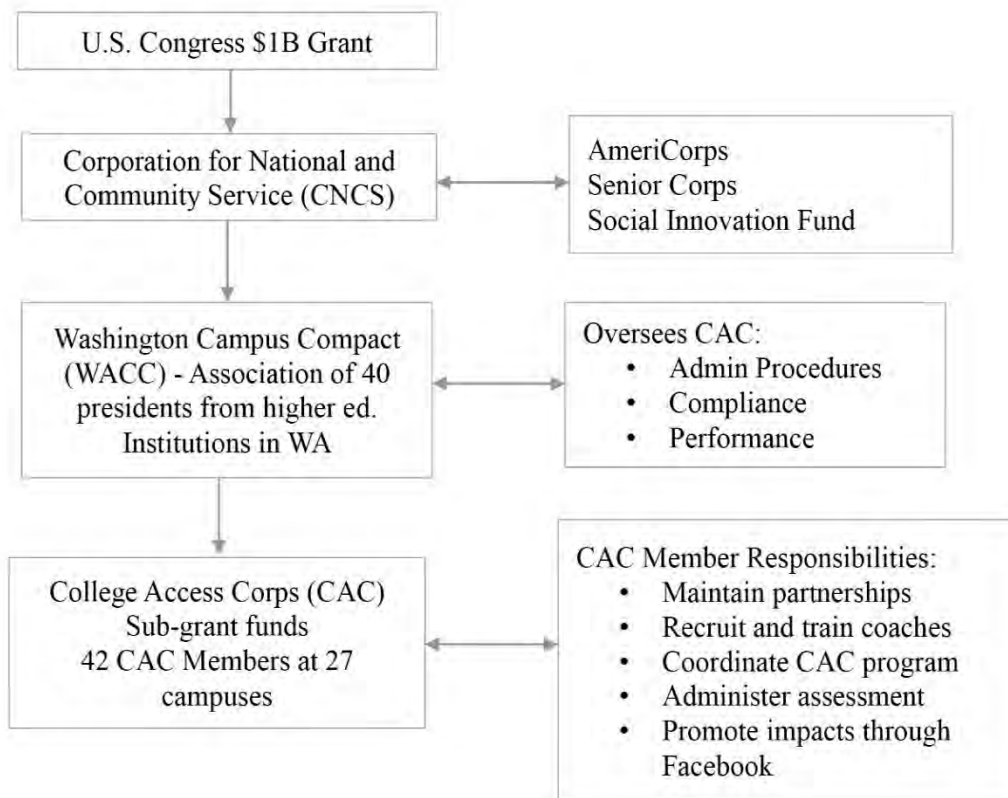 U.S. Congress $1B Grant
Corporation for National and
Community Service (CNCS)
AmeriCorps
Senior Corps
Social Innovation Fund
Washington Campus Compact
(WACC) - Association of 40
presidents from higher ed.
Institutions in WA
Oversees CAC:
• Admin Procedures
• Compliance
• Performance
College Access Corps (CAC)
Sub-grant funds
42 CAC Members at 27
campuses
CAC Member Responsibilities:
• Maintain partnerships
• Recruit and train coaches
• Coordinate CAC program
• Administer assessment
• Promote impacts through
Facebook